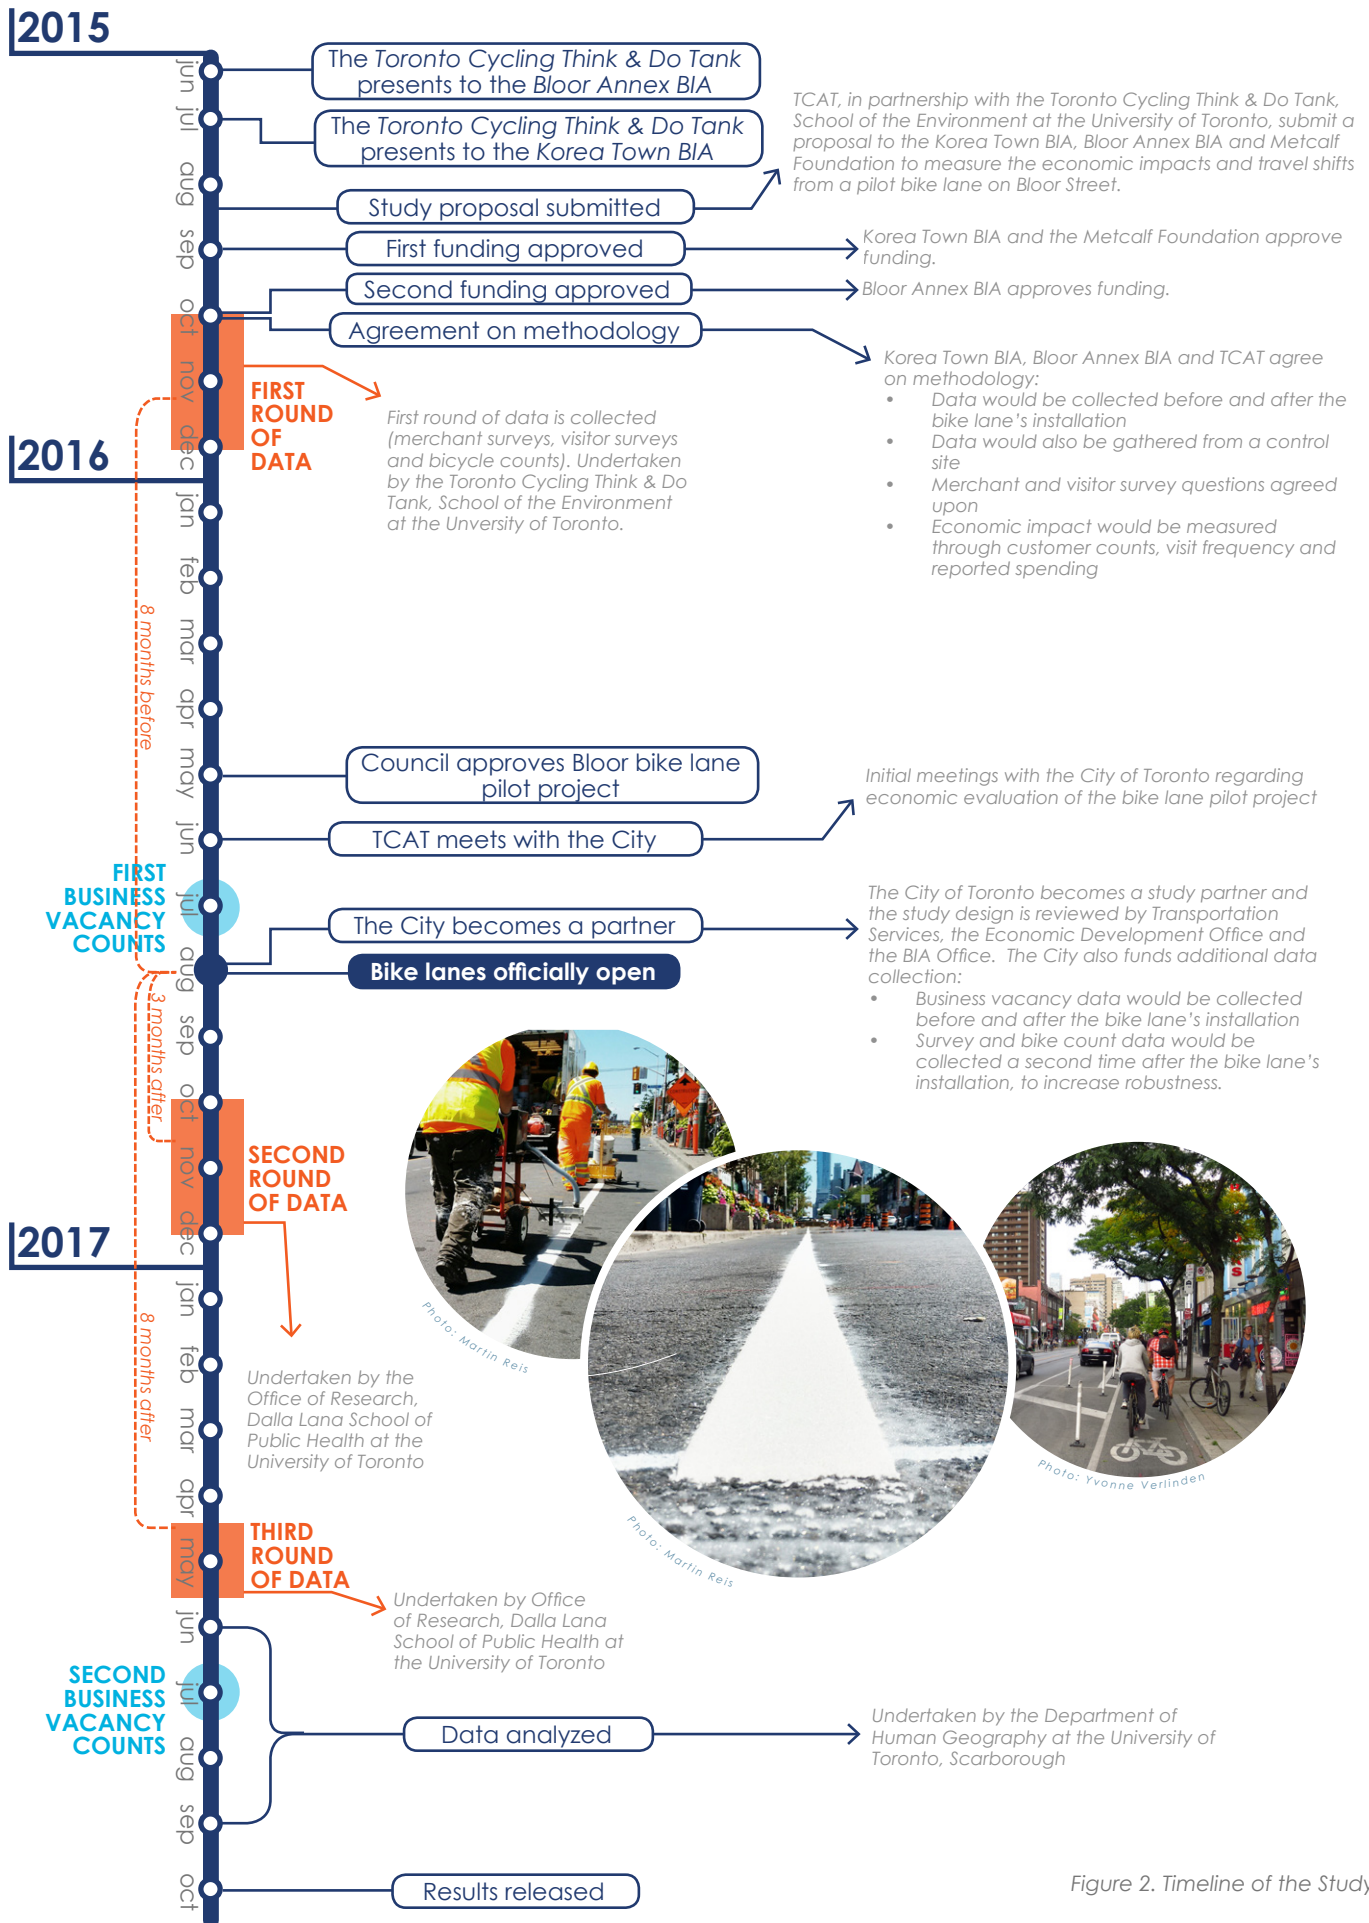 2015
jun
The Toronto Cycling Think & Do Tank
presents to the Bloor Annex BIA
jul
The Toronto Cycling Think & Do Tank
presents to the Korea Town BIA
TCAT, in partnership with the Toronto Cycling Think & Do Tank,
School of the Environment at the University of Toronto, submit a
proposal to the Korea Town BIA, Bloor Annex BIA and Metcalf
Foundation to measure the economic impacts and travel shifts
from a pilot bike lane on Bloor Street.
aug
Study proposal submitted
sep
First funding approved
Korea Town BIA and the Metcalf Foundation approve
funding.
Second funding approved
Bloor Annex BIA approves funding.
oct
Agreement on methodology
Korea Town BIA, Bloor Annex BIA and TCAT agree
on methodology:
• Data would be collected before and after the
bike lane's installation
• Data would also be gathered from a control
site
• Merchant and visitor survey questions agreed
upon
• Economic impact would be measured
through customer counts, visit frequency and
reported spending
nov
FIRST
ROUND
OF
DATA
First round of data is collected
(merchant surveys, visitor surveys
and bicycle counts). Undertaken
by the Toronto Cycling Think & Do
Tank, School of the Environment
at the Unversity of Toronto.
dec
2016
jan
feb
mar
8 months before
apr
may
Council approves Bloor bike lane
pilot project
Initial meetings with the City of Toronto regarding
economic evaluation of the bike lane pilot project
jun
TCAT meets with the City
FIRST
BUSINESS
VACANCY
COUNTS
jul
The City becomes a partner
The City of Toronto becomes a study partner and
the study design is reviewed by Transportation
Services, the Economic Development Office and
the BIA Office. The City also funds additional data
collection:
• Business vacancy data would be collected
before and after the bike lane's installation
• Survey and bike count data would be
collected a second time after the bike lane's
installation, to increase robustness.
aug
Bike lanes officially open
3 months after
sep
oct
nov
SECOND
ROUND
OF DATA
dec
2017
jan
8 months after
feb
Undertaken by the
Office of Research,
Dalla Lana School of
Public Health at the
University of Toronto
Photo: Martin Reis
Photo: Martin Reis
Photo: Yvonne Verlinden
mar
apr
may
THIRD
ROUND
OF DATA
Undertaken by Office
of Research, Dalla Lana
School of Public Health at
the University of Toronto
jun
SECOND
BUSINESS
VACANCY
COUNTS
jul
Data analyzed
Undertaken by the Department of
Human Geography at the University of
Toronto, Scarborough
aug
sep
oct
Results released
Figure 2. Timeline of the Study